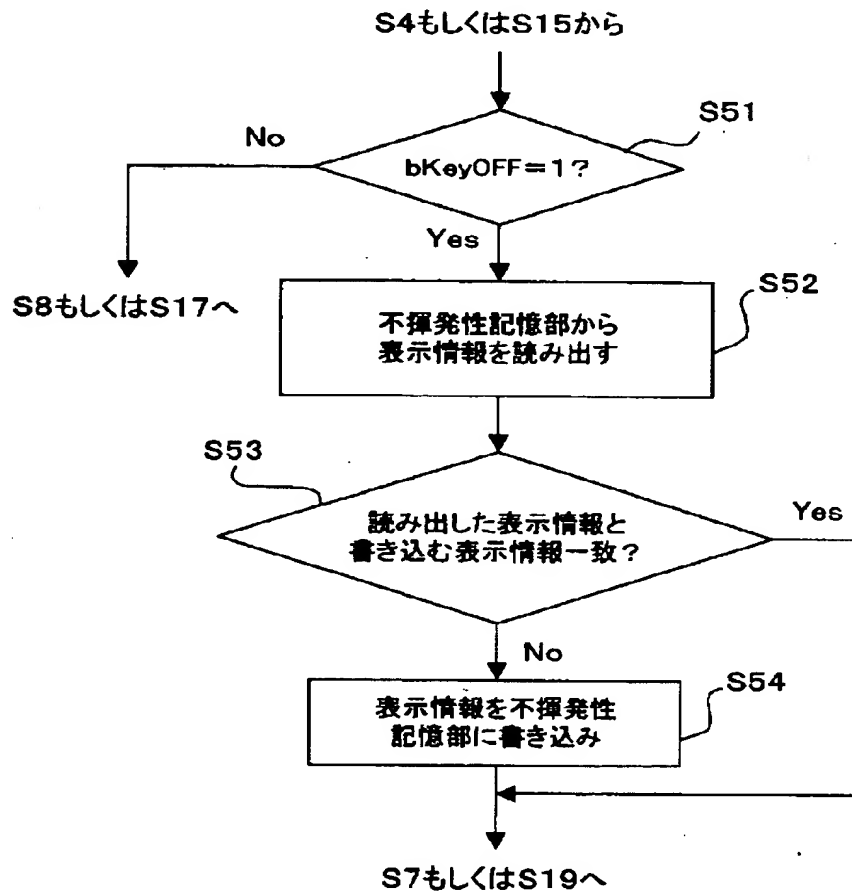 S4もしくはS15から
S51
No
bKeyOFF=1?
Yes
S8もしくはS17へ
S52
不揮発性記憶部から
表示情報を読み出す
S53
読み出した表示情報と
書き込む表示情報一致?
Yes
No
S54
表示情報を不揮発性
記憶部に書き込み
S7もしくはS19へ